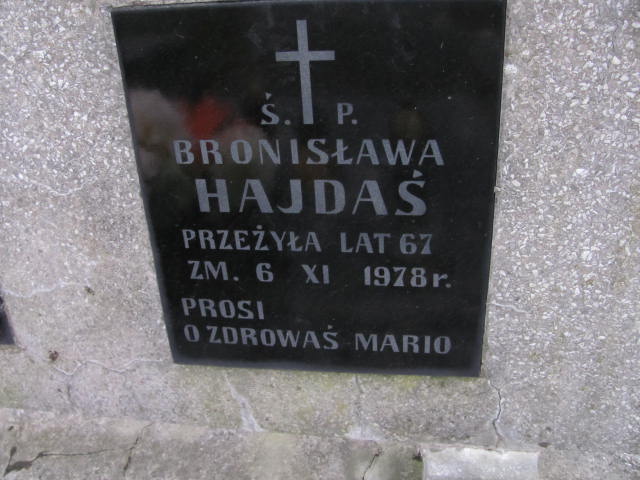 Ś. P.
BRONISŁAWA
HAJDAŚ
PRZEŻYŁA LAT 67
ZM. 6 XI 1978 r.
PROSI
O ZDROWAŚ MARIO